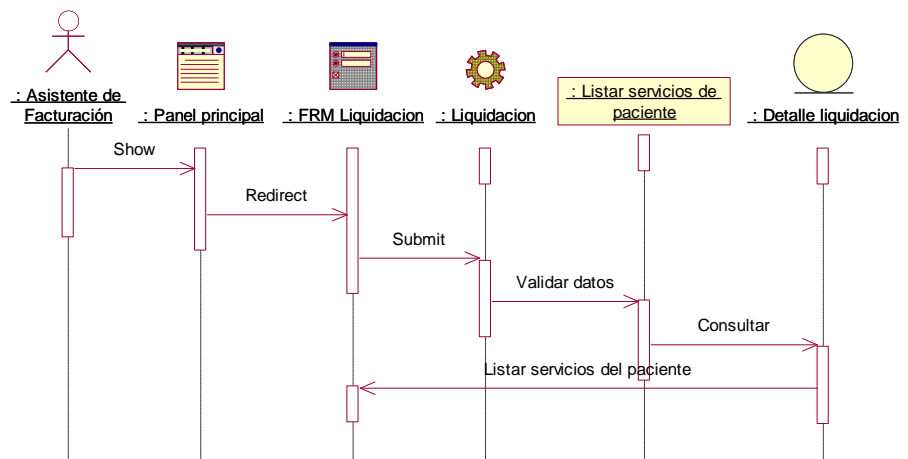 : Asistente de
Facturación
: Panel principal
: FRM Liquidacion
: Liquidacion
: Listar servicios de
paciente
: Detalle liquidacion
Show
Redirect
Submit
Validar datos
Consultar
Listar servicios del paciente